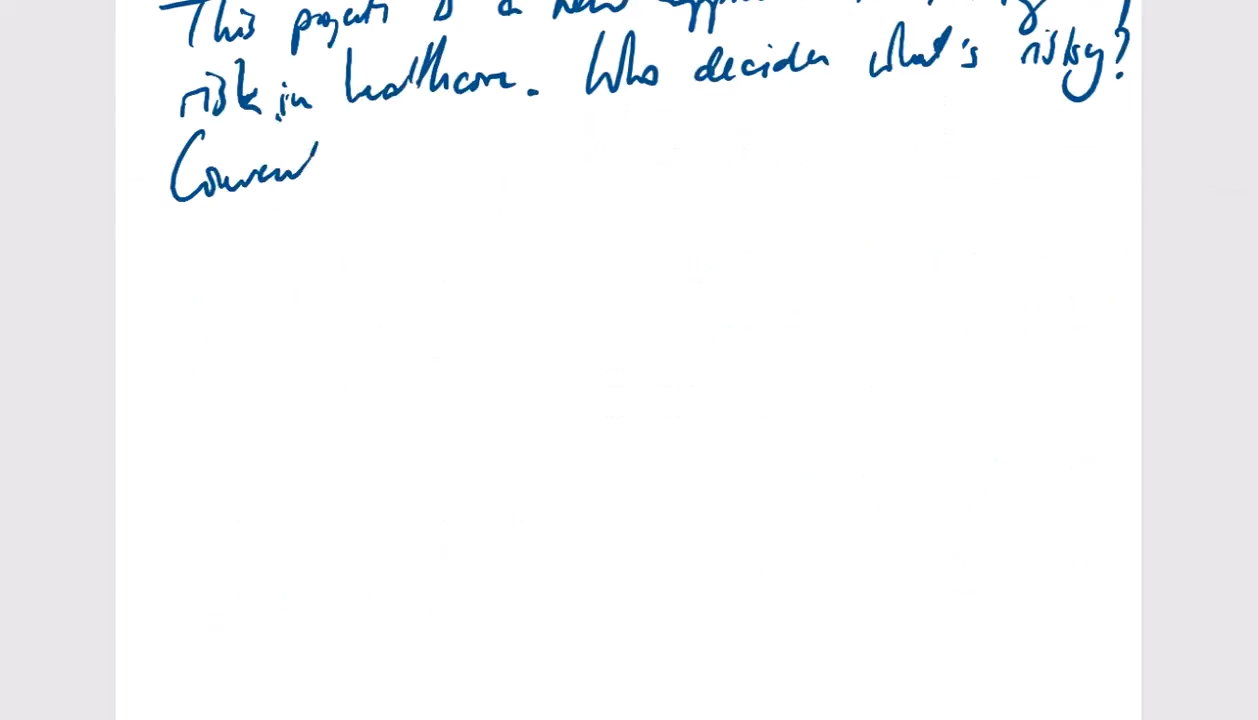 This project is a new
risk in healthcare. Who decides what's risky?